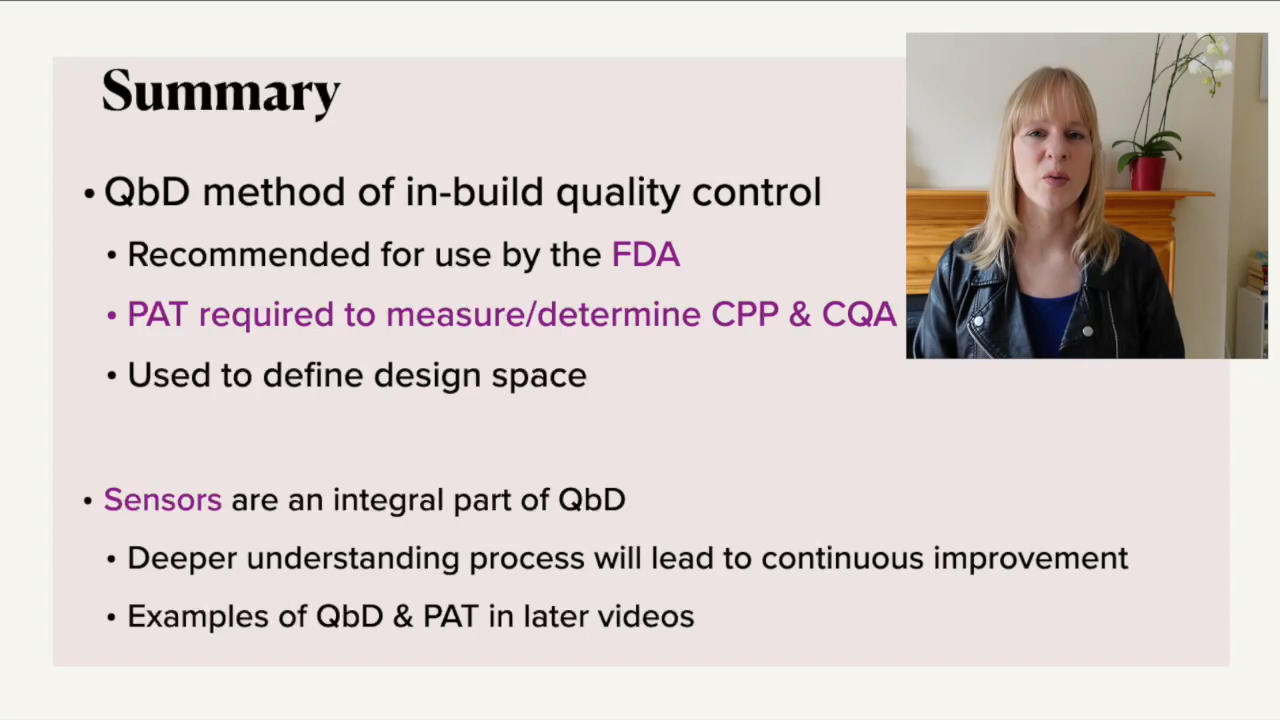 Summary
• QbD method of in-build quality control
• Recommended for use by the FDA
• PAT required to measure/determine CPP & CQA
• Used to define design space
• Sensors are an integral part of QbD
• Deeper understanding process will lead to continuous improvement
• Examples of QbD & PAT in later videos